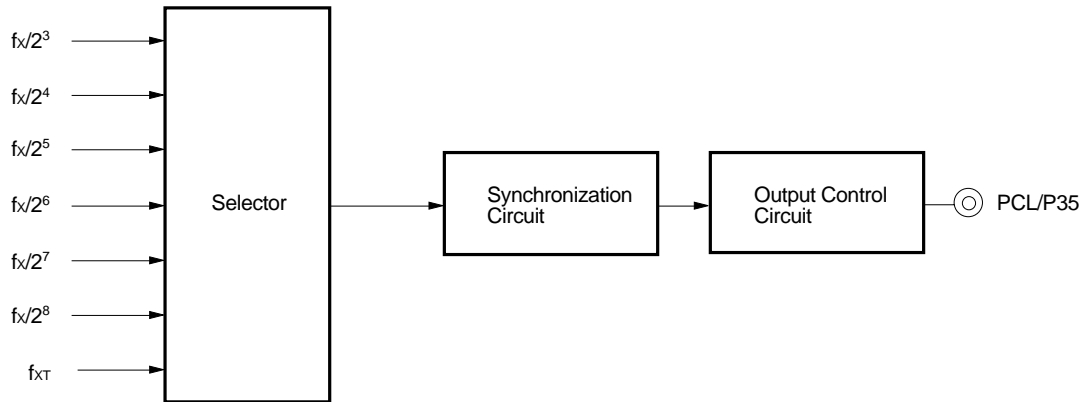 fX/2³
fX/2⁴
fX/2⁵
fX/2⁶
fX/2⁷
fX/2⁸
fXT
Selector
Synchronization
Circuit
Output Control
Circuit
PCL/P35